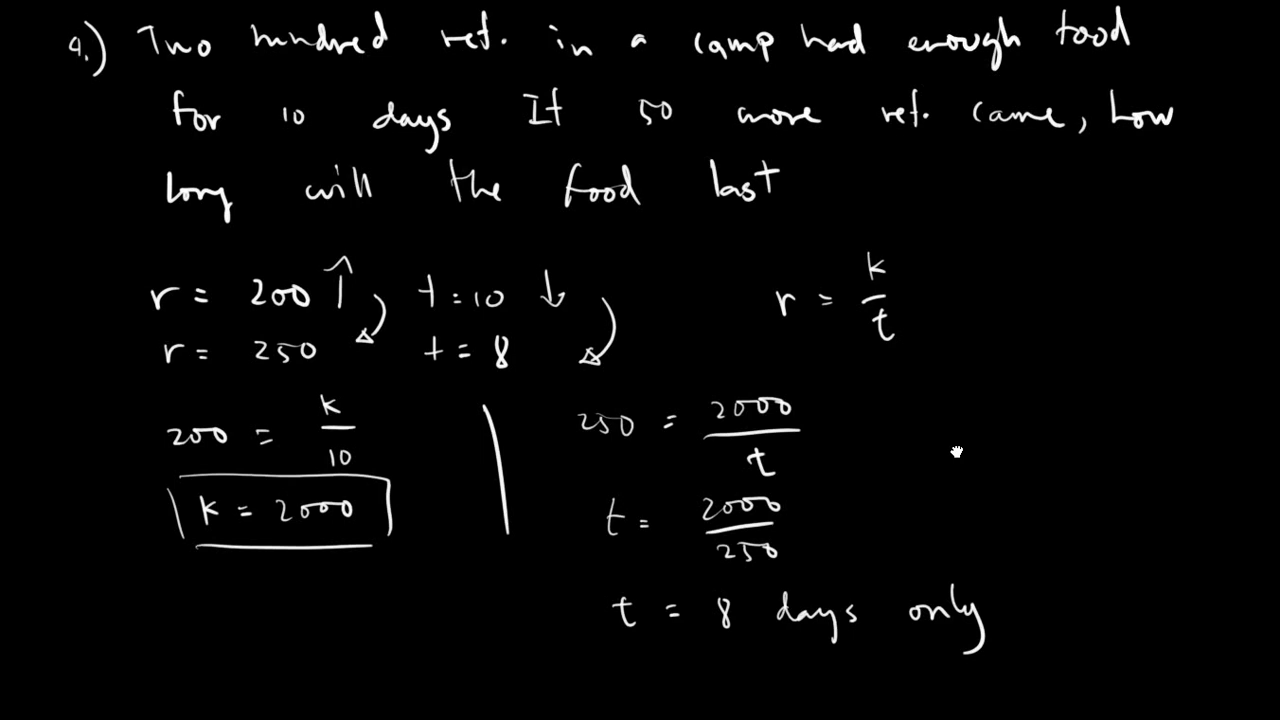 4.) Two hundred ref. in a camp had enough food
for 10 days If 50 more ref. came, how
long will the food last
r = 200 ↑ t = 10 ↓ r = k/t
r = 250 t = 8
200 = k/10
k = 2000
250 = 2000/t
t = 2000/250
t = 8 days only